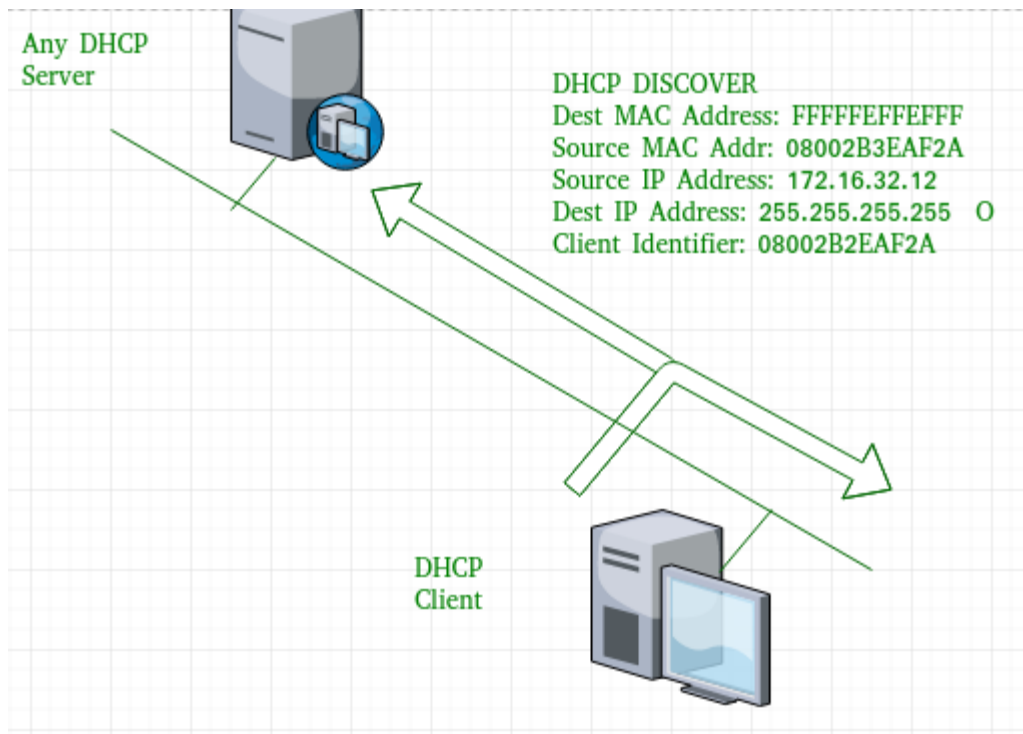 Any DHCP
Server
DHCP DISCOVER
Dest MAC Address: FFFFFEFFEFFF
Source MAC Addr: 08002B3EAF2A
Source IP Address: 172.16.32.12
Dest IP Address: 255.255.255.255 O
Client Identifier: 08002B2EAF2A
DHCP
Client